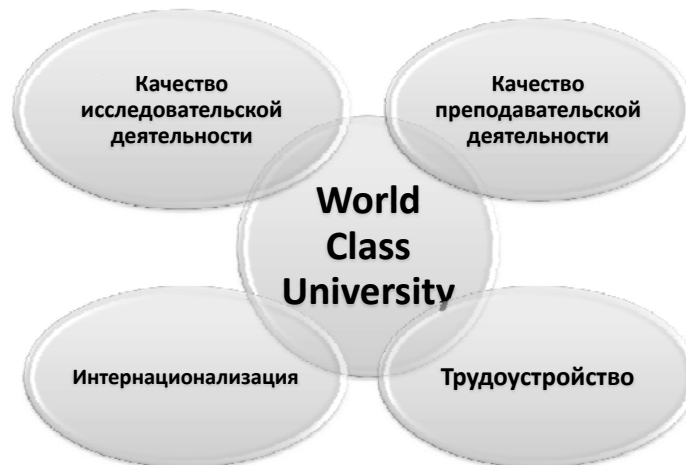 Качество
исследовательской
деятельности
Качество
преподавательской
деятельности
World
Class
University
Интернационализация
Трудоустройство